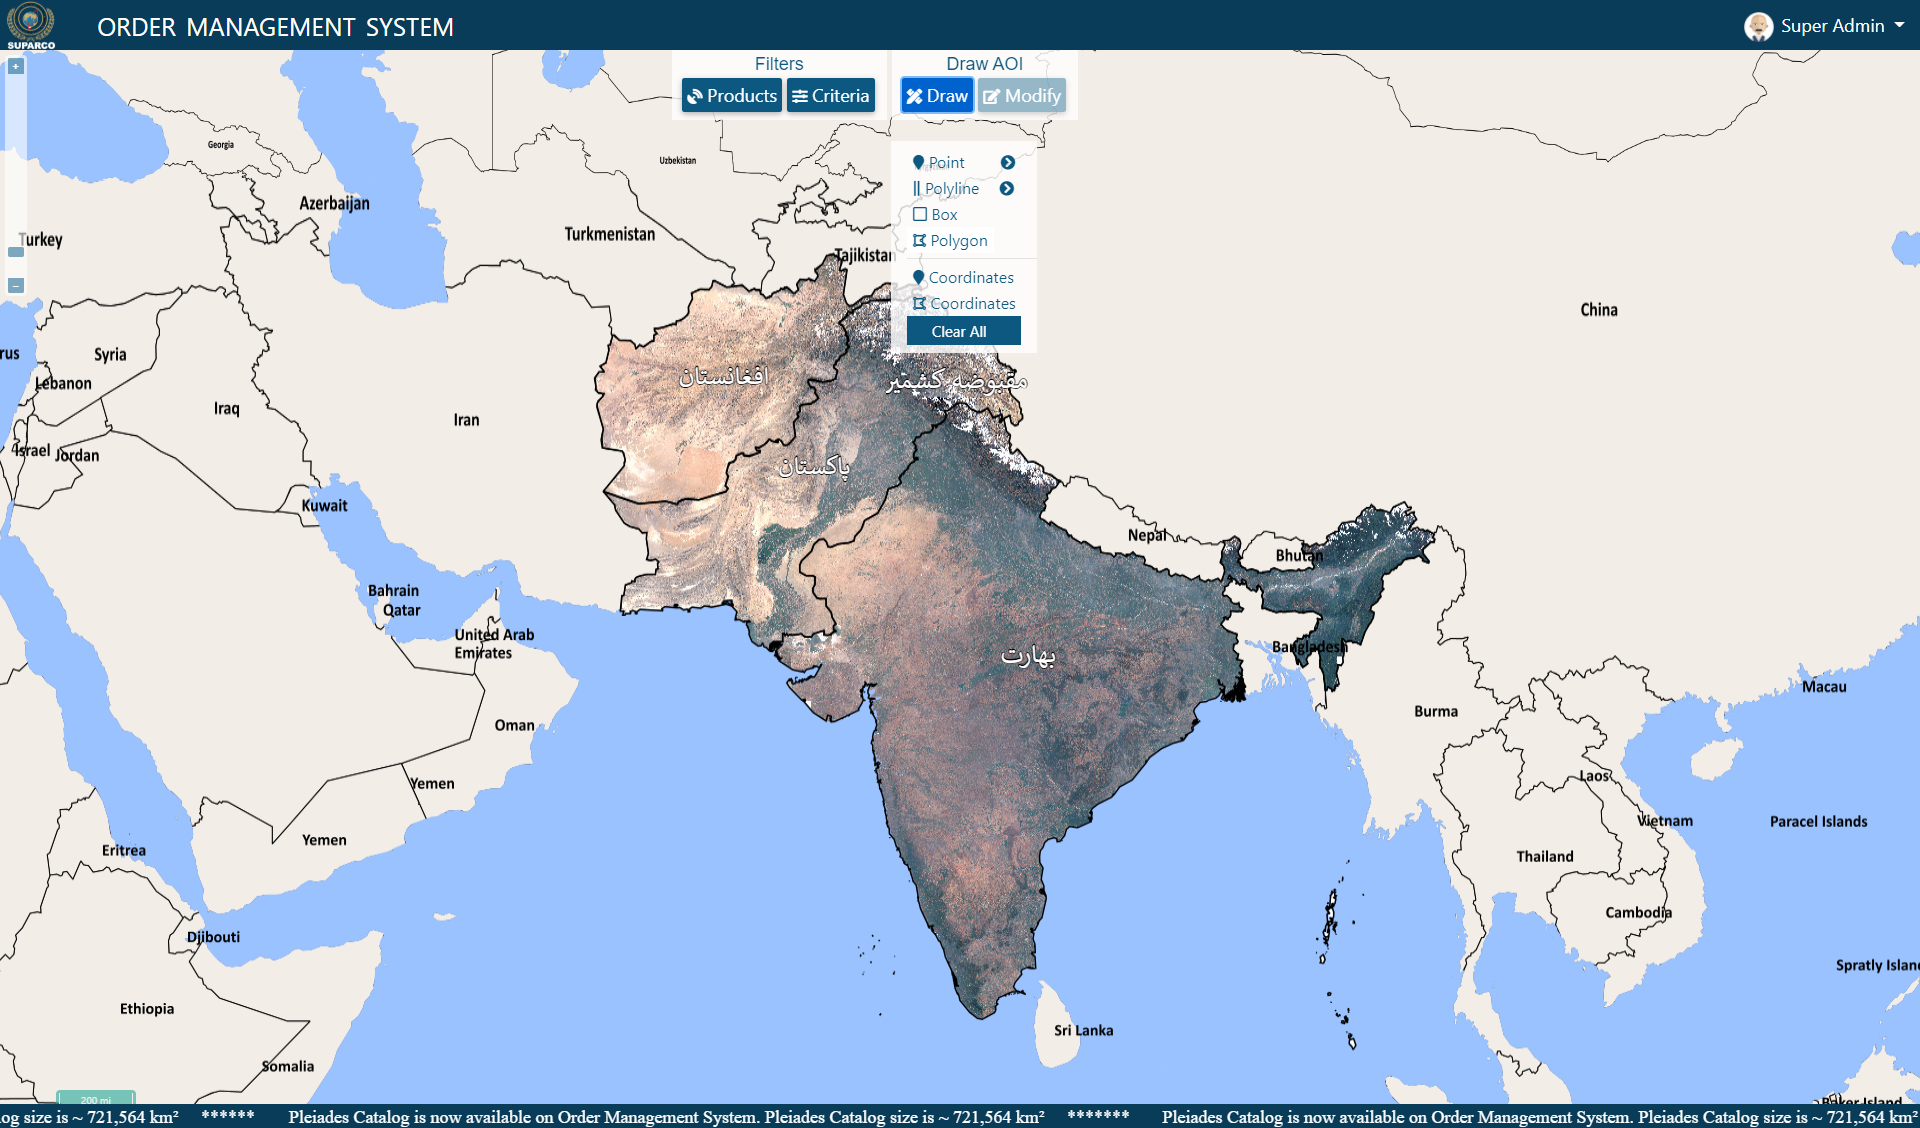 SUPARCO
ORDER MANAGEMENT SYSTEM
Super Admin
Filters
Products
Criteria
Draw AOI
Draw
Modify
Point
Polyline
Box
Polygon
Coordinates
Coordinates
Clear All
+
−
Georgia
Uzbekistan
Azerbaijan
Turkey
Turkmenistan
Tajikistan
China
Syria
Lebanon
rus
Iraq
Iran
Israel
Jordan
Kuwait
افغانستان
مقبوضہ کشمیر
پاکستان
Nepal
Bhutan
Bahrain
Qatar
United Arab
Emirates
بھارت
Bangladesh
Macau
Burma
Oman
Yemen
Laos
Vietnam
Paracel Islands
Yemen
Eritrea
Thailand
Cambodia
Djibouti
Spratly Islan
Ethiopia
Sri Lanka
Somalia
200 mi
Baker Island
og size is ~ 721,564 km² ****** Pleiades Catalog is now available on Order Management System. Pleiades Catalog size is ~ 721,564 km² ******* Pleiades Catalog is now available on Order Management System. Pleiades Catalog size is ~ 721,564 km²